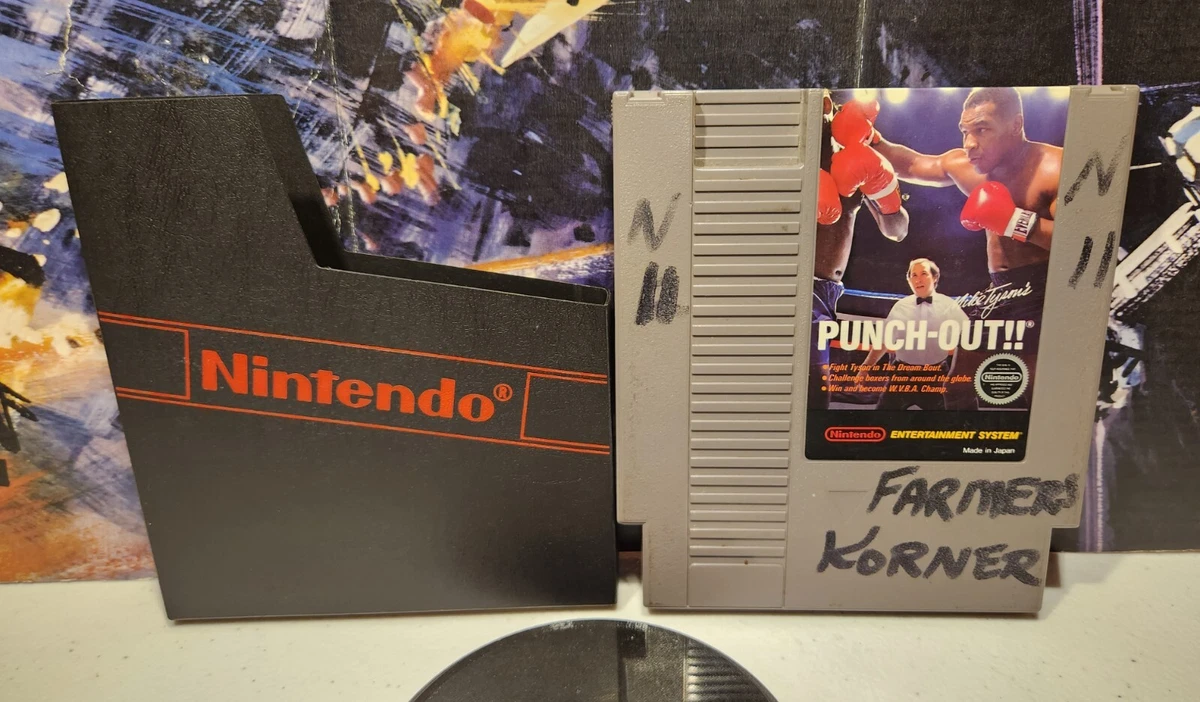 Nintendo®
N
11
N
11
Mike Tyson's
PUNCH-OUT!!®
• Fight Tyson in The Dream Bout.
• Challenge boxers from around the globe.
• Win and become W.V.B.A. Champ.
Nintendo
Nintendo ENTERTAINMENT SYSTEM™
Made in Japan
FARMERS
KORNER